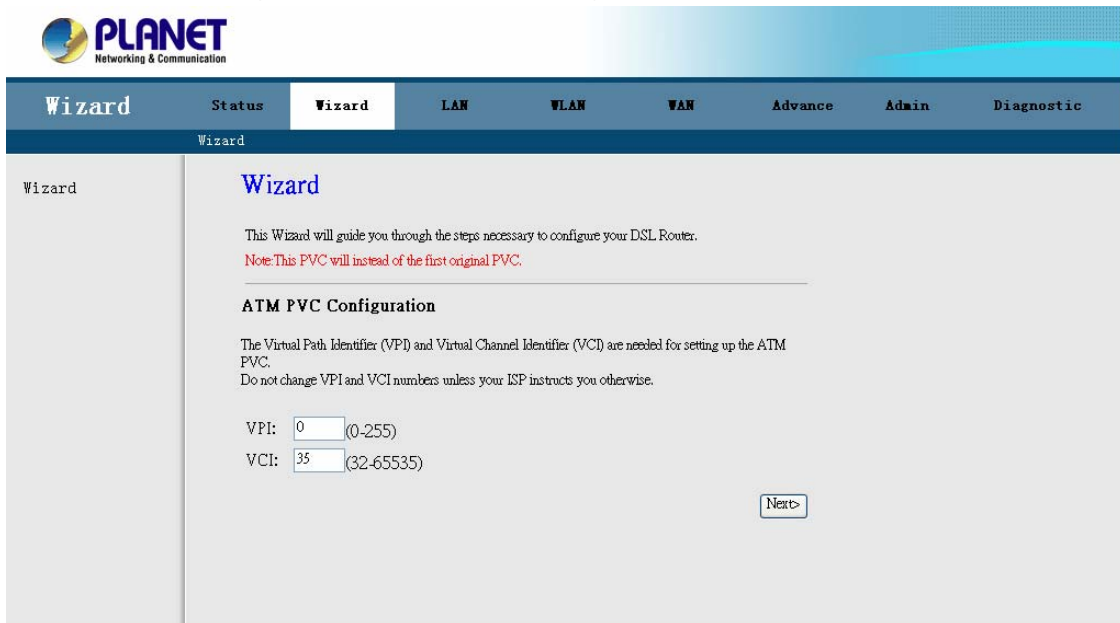 PLANET
Networking & Communication
Wizard
Status Wizard LAN WLAN WAN Advance Admin Diagnostic
Wizard
Wizard
Wizard
This Wizard will guide you through the steps necessary to configure your DSL Router.
Note:This PVC will instead of the first original PVC.
ATM PVC Configuration
The Virtual Path Identifier (VPI) and Virtual Channel Identifier (VCI) are needed for setting up the ATM
PVC.
Do not change VPI and VCI numbers unless your ISP instructs you otherwise.
VPI: 0 (0-255)
VCI: 35 (32-65535)
Next>